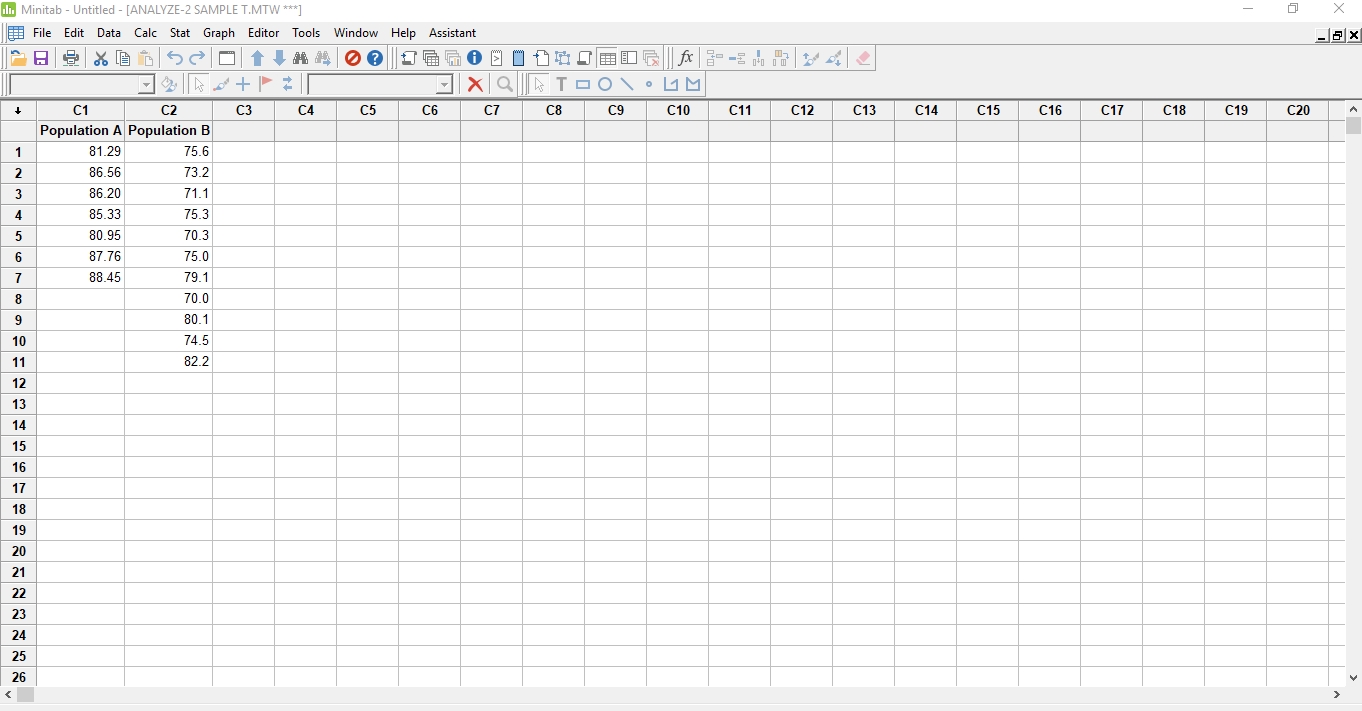 Minitab - Untitled - [ANALYZE-2 SAMPLE T.MTW ***]
File Edit Data Calc Stat Graph Editor Tools Window Help Assistant
C1 C2 C3 C4 C5 C6 C7 C8 C9 C10 C11 C12 C13 C14 C15 C16 C17 C18 C19 C20
Population A Population B
1 81.29 75.6
2 86.56 73.2
3 86.20 71.1
4 85.33 75.3
5 80.95 70.3
6 87.76 75.0
7 88.45 79.1
8 70.0
9 80.1
10 74.5
11 82.2
12
13
14
15
16
17
18
19
20
21
22
23
24
25
26